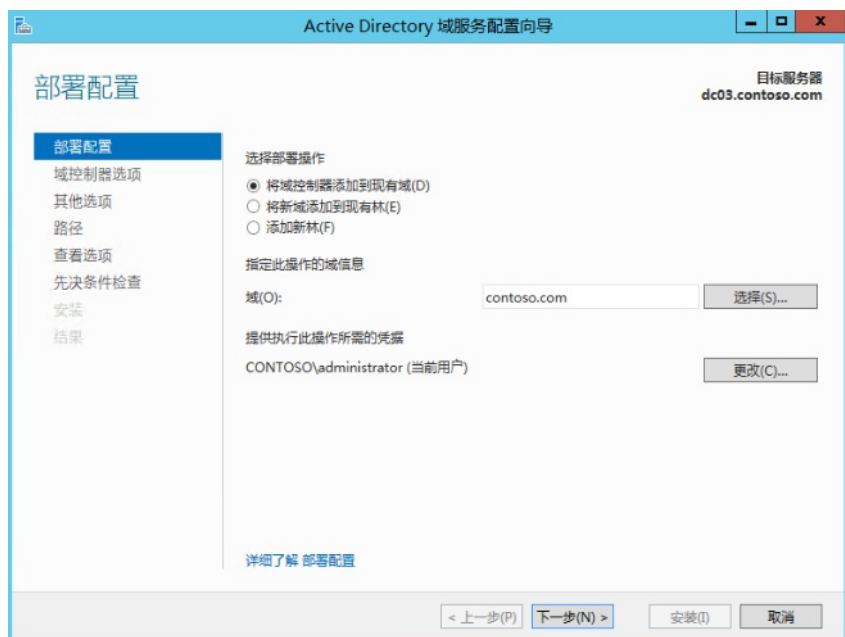 Active Directory 域服务配置向导
部署配置
目标服务器
dc03.contoso.com
部署配置
域控制器选项
其他选项
路径
查看选项
先决条件检查
安装
结果
选择部署操作
将域控制器添加到现有域(D)
将新域添加到现有林(E)
添加新林(F)
指定此操作的域信息
域(O):
contoso.com
选择(S)...
提供执行此操作所需的凭据
CONTOSO\administrator (当前用户)
更改(C)...
详细了解 部署配置
< 上一步(P)
下一步(N) >
安装(I)
取消